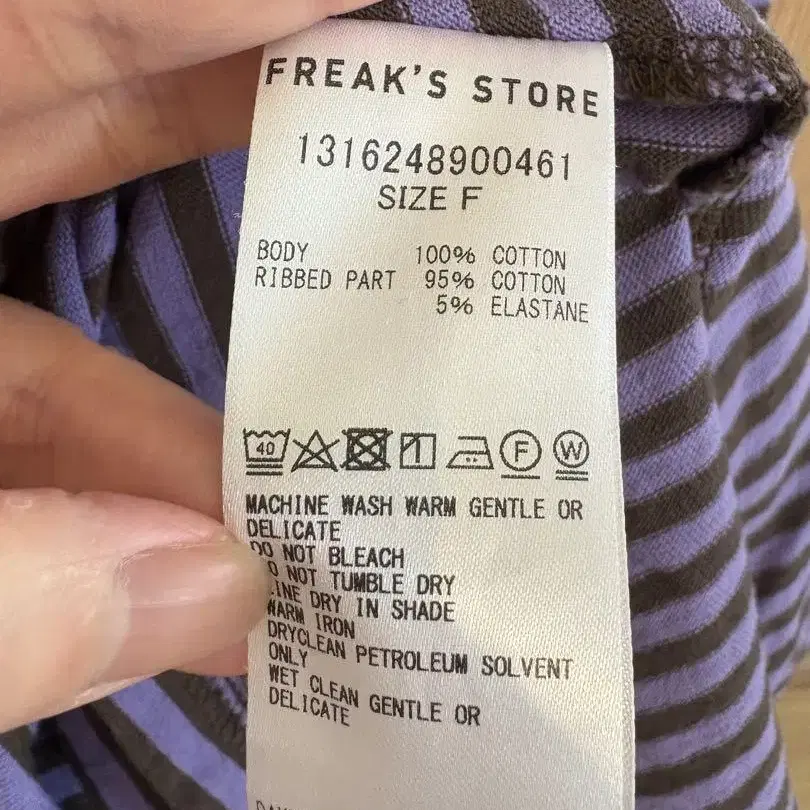 FREAK'S STORE
1316248900461
SIZE F
BODY 100% COTTON
RIBBED PART 95% COTTON
5% ELASTANE
40 F W
MACHINE WASH WARM GENTLE OR
DELICATE
DO NOT BLEACH
DO NOT TUMBLE DRY
LINE DRY IN SHADE
WARM IRON
DRYCLEAN PETROLEUM SOLVENT
ONLY
WET CLEAN GENTLE OR
DELICATE